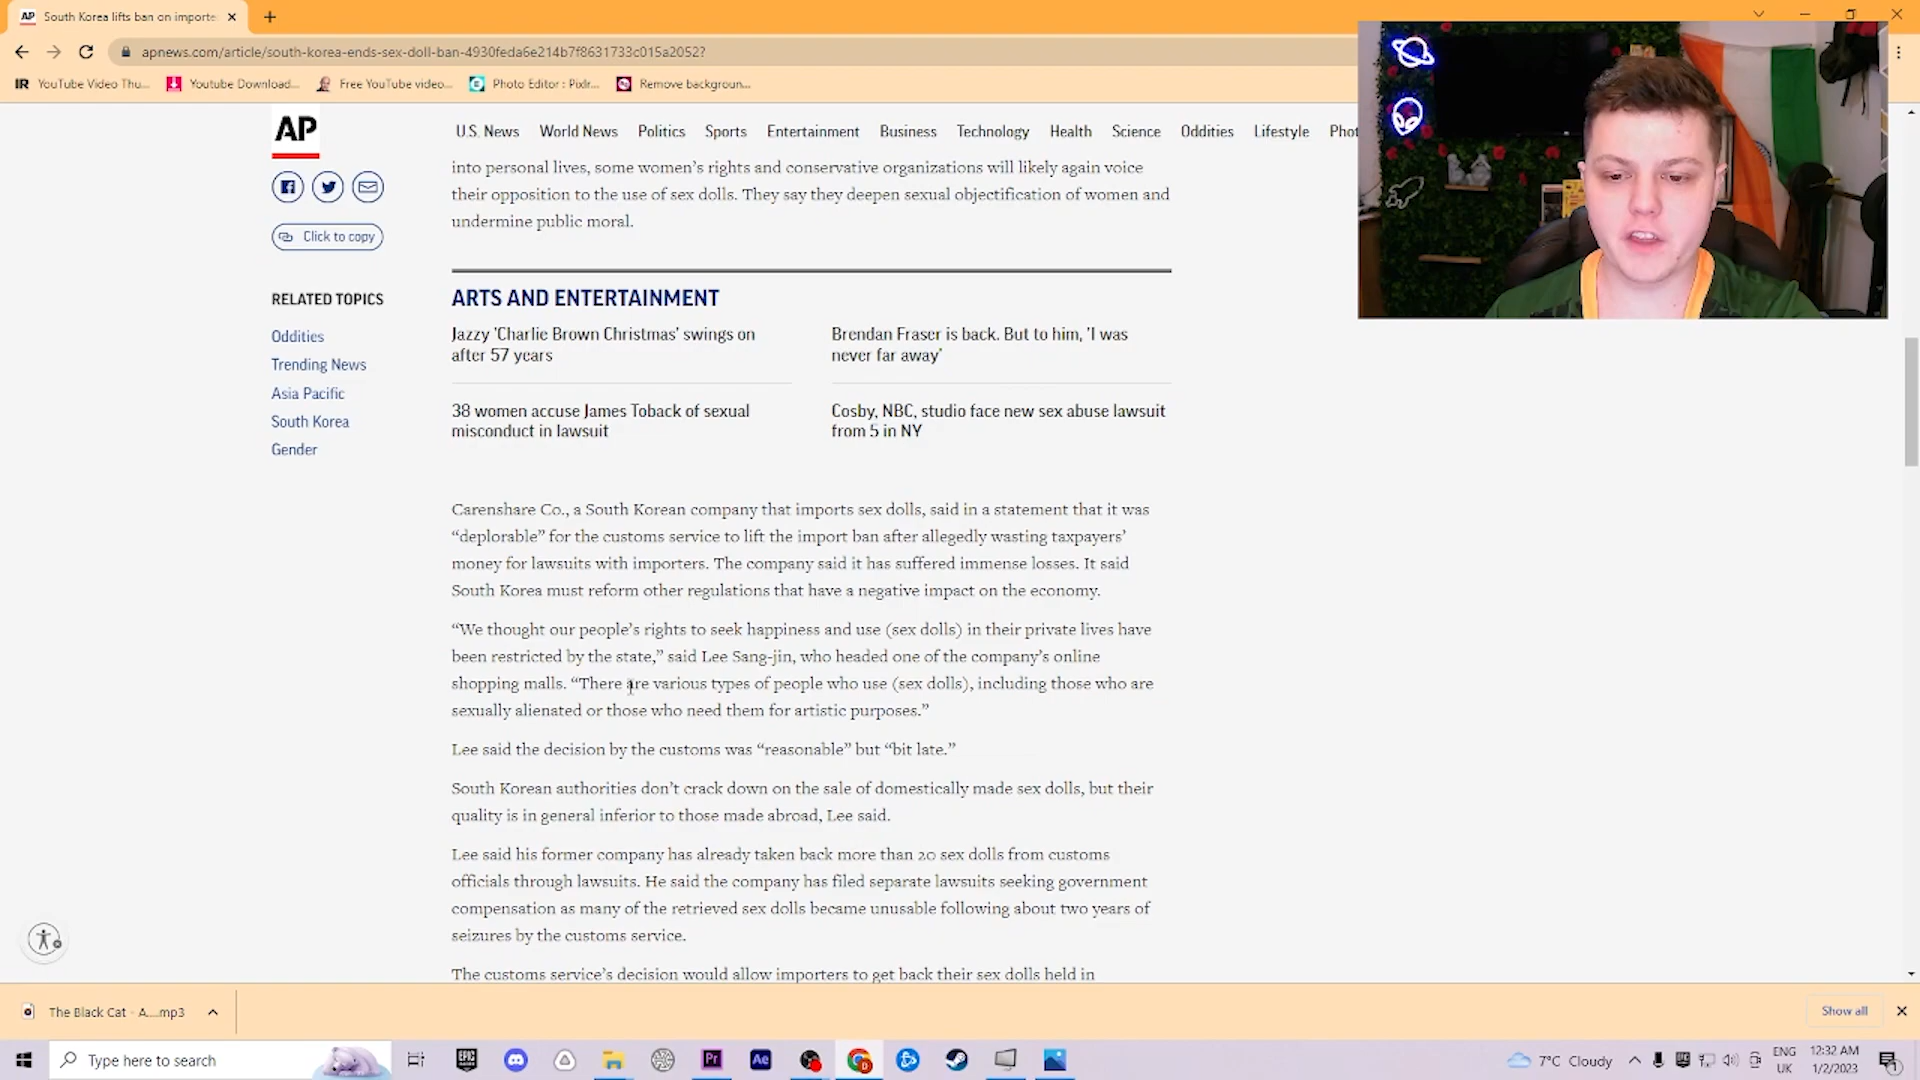 AP South Korea lifts ban on importe
apnews.com/article/south-korea-ends-sex-doll-ban-4930feda6e214b7f8631733c015a2052?
IR YouTube Video Thu... Youtube Download... Free YouTube video... Photo Editor : Pixlr... Remove backgroun...
AP
U.S. News World News Politics Sports Entertainment Business Technology Health Science Oddities Lifestyle Phot
into personal lives, some women's rights and conservative organizations will likely again voice
their opposition to the use of sex dolls. They say they deepen sexual objectification of women and
undermine public moral.
Click to copy
RELATED TOPICS
Oddities
Trending News
Asia Pacific
South Korea
Gender
ARTS AND ENTERTAINMENT
Jazzy 'Charlie Brown Christmas' swings on
after 57 years
Brendan Fraser is back. But to him, 'I was
never far away'
38 women accuse James Toback of sexual
misconduct in lawsuit
Cosby, NBC, studio face new sex abuse lawsuit
from 5 in NY
Carenshare Co., a South Korean company that imports sex dolls, said in a statement that it was
“deplorable” for the customs service to lift the import ban after allegedly wasting taxpayers’
money for lawsuits with importers. The company said it has suffered immense losses. It said
South Korea must reform other regulations that have a negative impact on the economy.
“We thought our people’s rights to seek happiness and use (sex dolls) in their private lives have
been restricted by the state,” said Lee Sang-jin, who headed one of the company’s online
shopping malls. “There are various types of people who use (sex dolls), including those who are
sexually alienated or those who need them for artistic purposes.”
Lee said the decision by the customs was “reasonable” but “bit late.”
South Korean authorities don’t crack down on the sale of domestically made sex dolls, but their
quality is in general inferior to those made abroad, Lee said.
Lee said his former company has already taken back more than 20 sex dolls from customs
officials through lawsuits. He said the company has filed separate lawsuits seeking government
compensation as many of the retrieved sex dolls became unusable following about two years of
seizures by the customs service.
The customs service’s decision would allow importers to get back their sex dolls held in
The Black Cat - A....mp3
Show all
Type here to search
EPIC GAMES
Pr
Ae
7°C Cloudy
ENG
UK
12:32 AM
1/2/2023